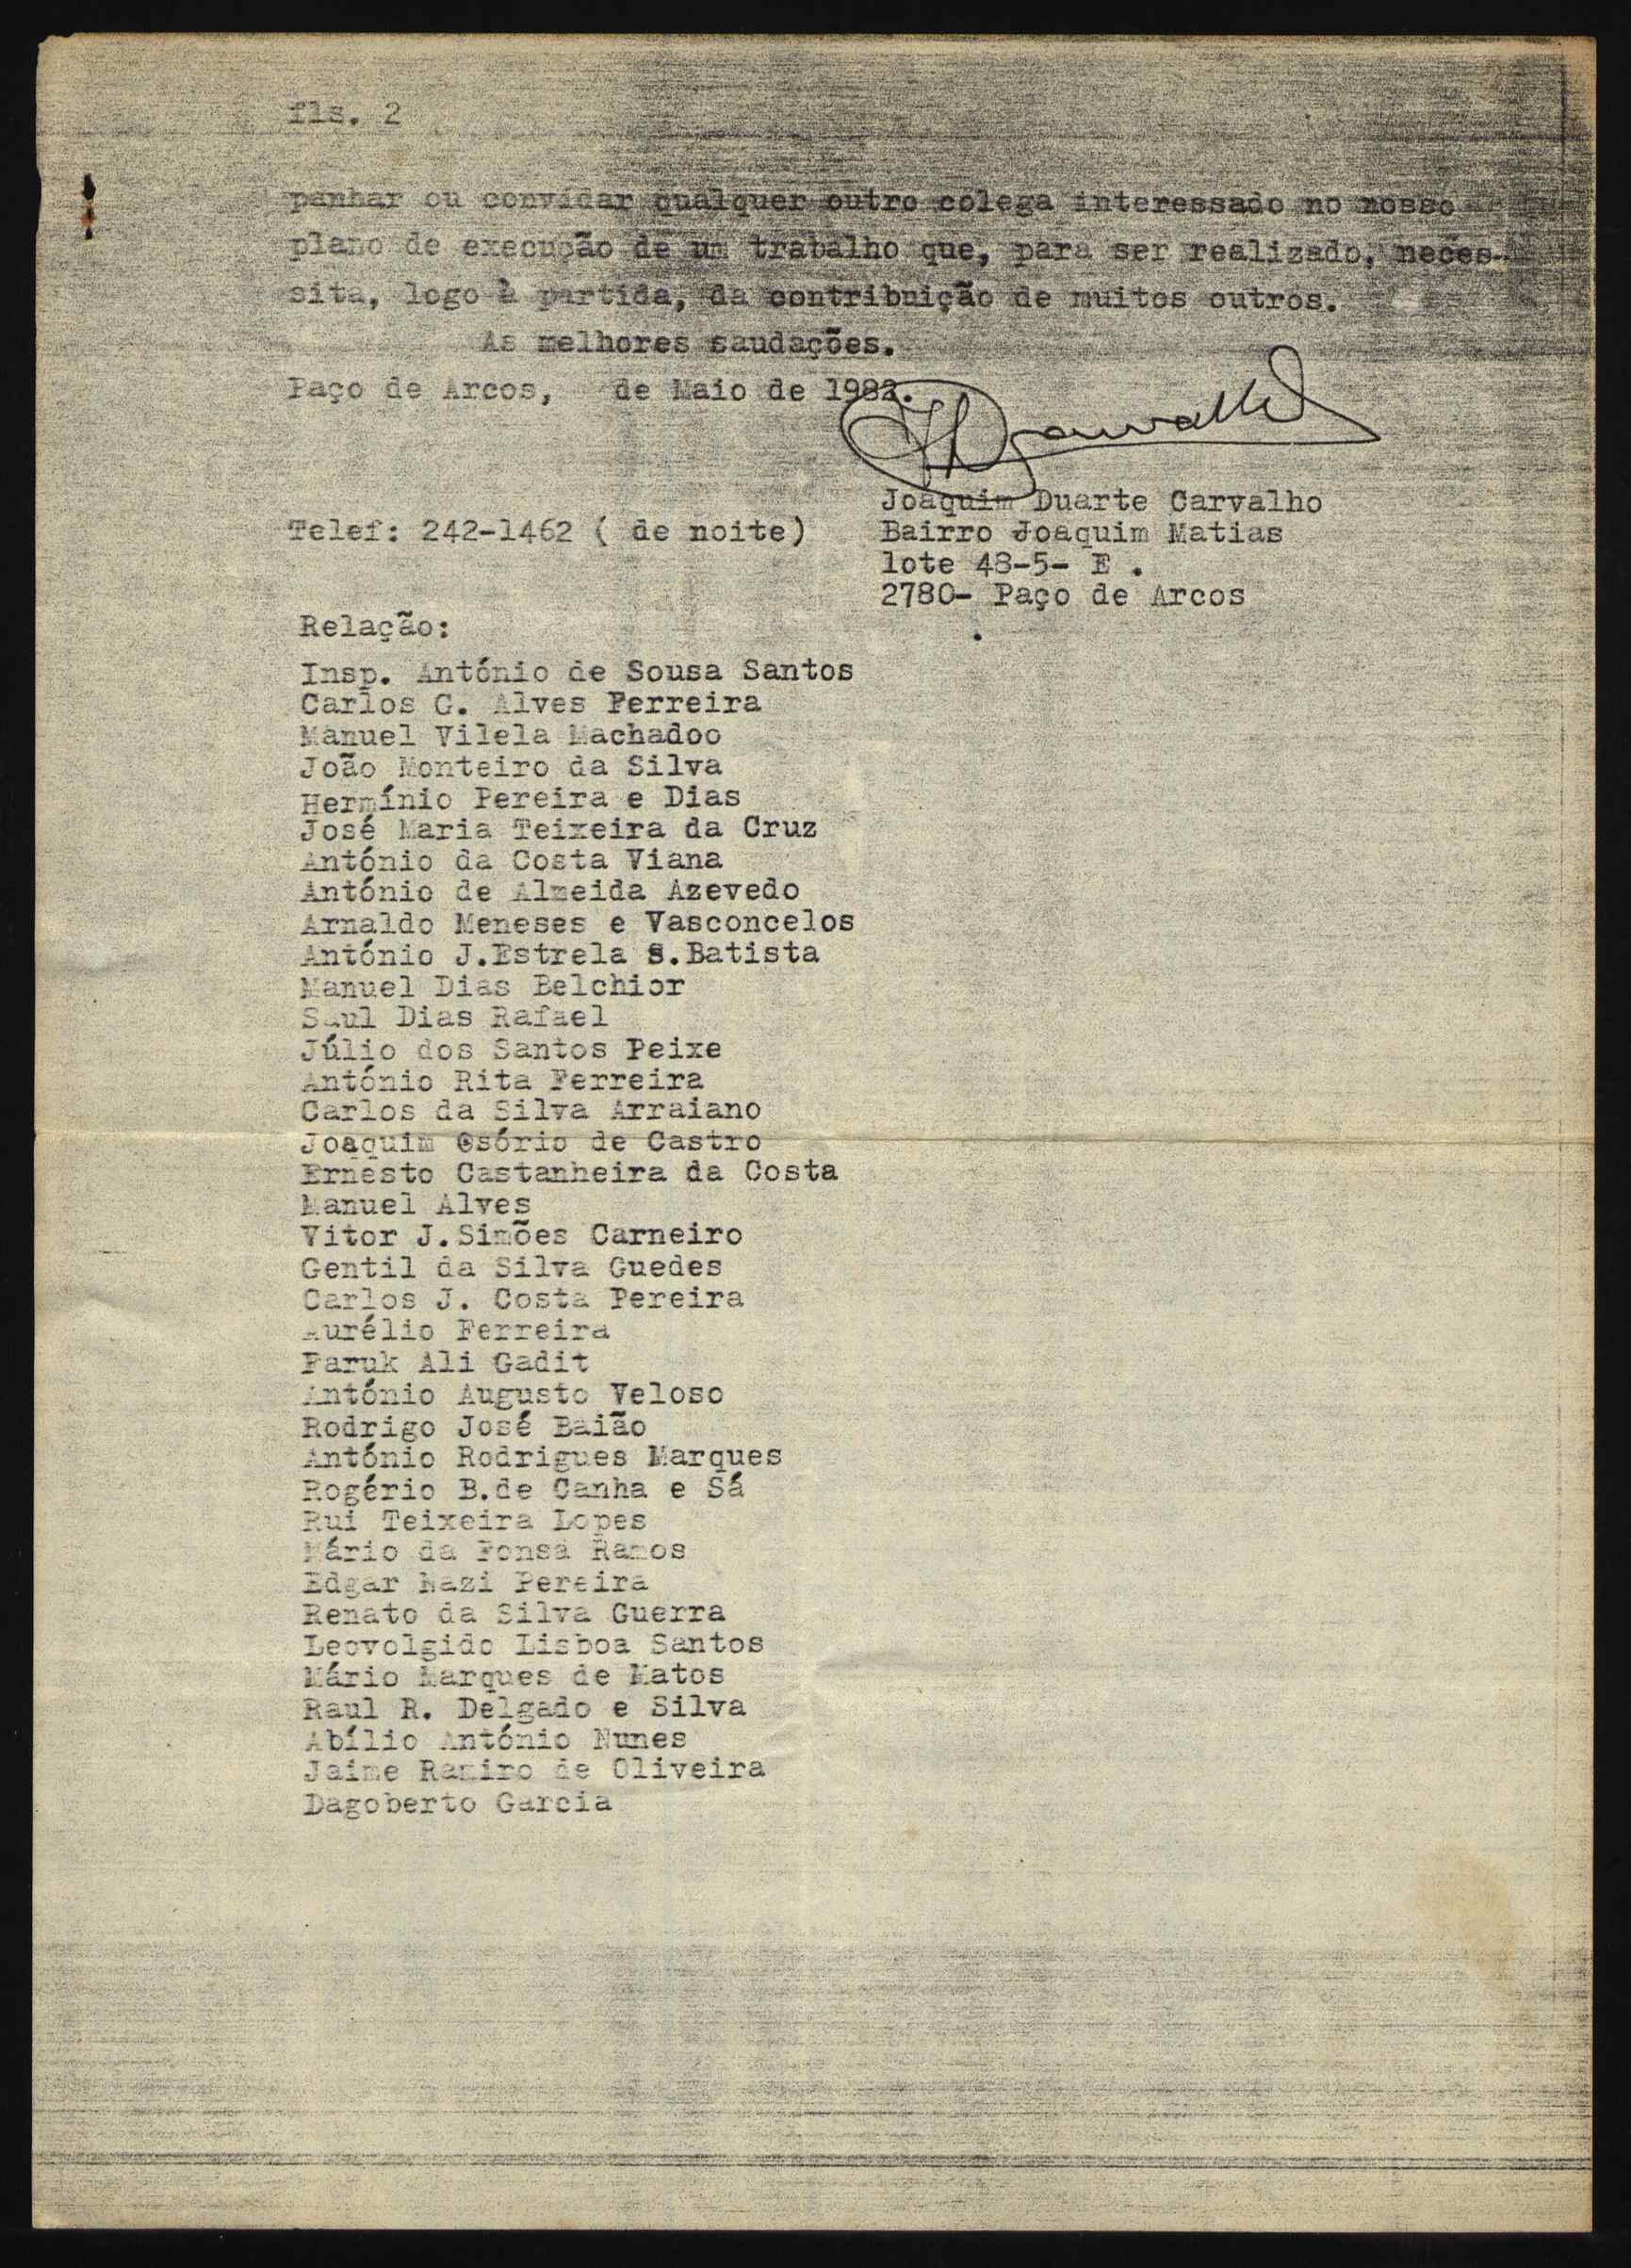 fls. 2
panhar ou convidar qualquer outro colega interessado no nosso
plano de execução de um trabalho que, para ser realizado, neces-
sita, logo à partida, da contribuição de muitos outros.
As melhores saudações.
Paço de Arcos, de Maio de 1982.
JDCarvalho
Joaquim Duarte Carvalho
Telef: 242-1462 ( de noite) Bairro Joaquim Matias
lote 48-5- E .
2780- Paço de Arcos
Relação:
Insp. António de Sousa Santos
Carlos G. Alves Ferreira
Manuel Vilela Machadoo
João Monteiro da Silva
Hermínio Pereira e Dias
José Maria Teixeira da Cruz
António da Costa Viana
António de Almeida Azevedo
Arnaldo Meneses e Vasconcelos
António J.Estrela S.Batista
Manuel Dias Belchior
Saul Dias Rafael
Júlio dos Santos Peixe
António Rita Ferreira
Carlos da Silva Arraiano
Joaquim Osório de Castro
Ernesto Castanheira da Costa
Manuel Alves
Vitor J.Simões Carneiro
Gentil da Silva Guedes
Carlos J. Costa Pereira
Aurélio Ferreira
Faruk Ali Gadit
António Augusto Veloso
Rodrigo José Baião
António Rodrigues Marques
Rogério B.de Canha e Sá
Rui Teixeira Lopes
Mário da Fonsa Ramos
Edgar Nazi Pereira
Renato da Silva Guerra
Leovolgido Lisboa Santos
Mário Marques de Matos
Raul R. Delgado e Silva
Abílio António Nunes
Jaime Ramiro de Oliveira
Dagoberto Garcia